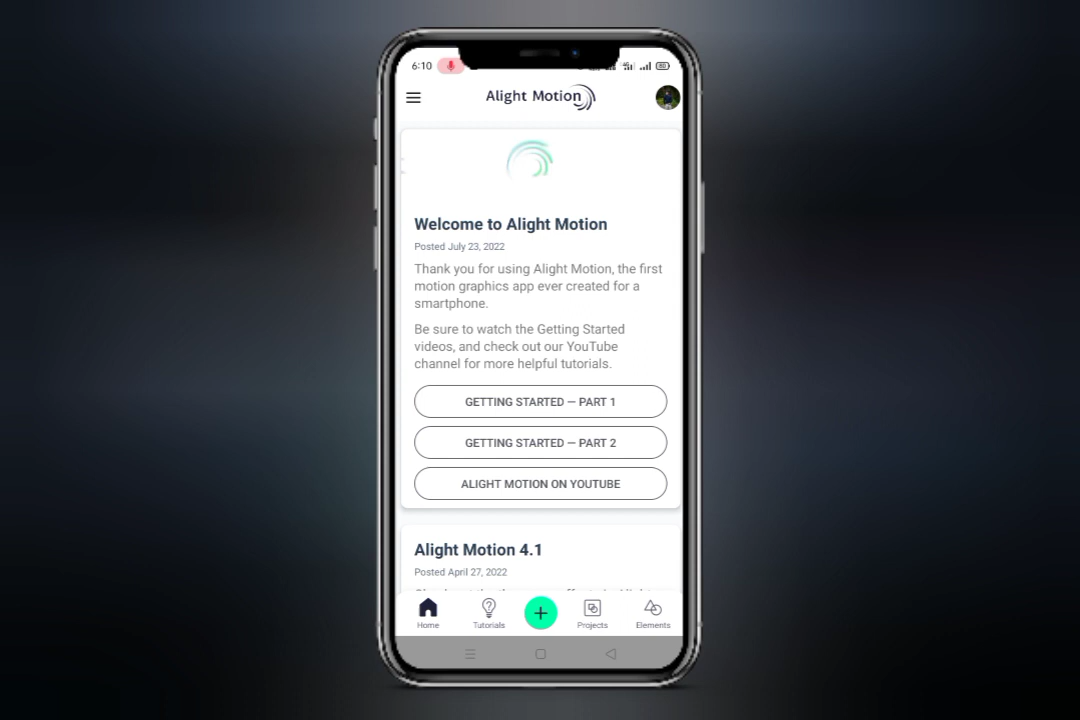 6:10
Alight Motion
Welcome to Alight Motion
Posted July 23, 2022
Thank you for using Alight Motion, the first
motion graphics app ever created for a
smartphone.
Be sure to watch the Getting Started
videos, and check out our YouTube
channel for more helpful tutorials.
GETTING STARTED — PART 1
GETTING STARTED — PART 2
ALIGHT MOTION ON YOUTUBE
Alight Motion 4.1
Posted April 27, 2022
Home
Tutorials
Projects
Elements